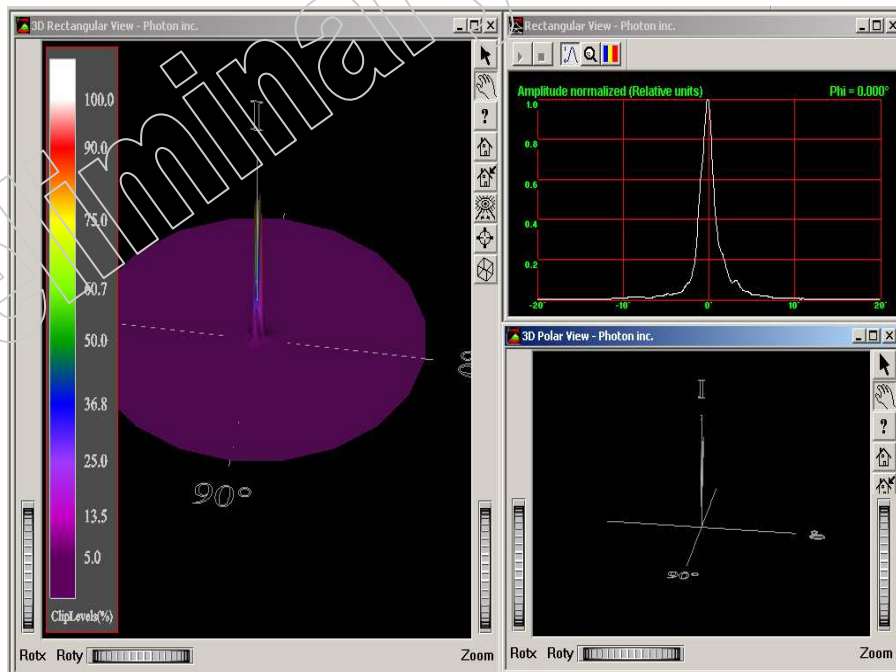 3D Rectangular View - Photon inc.
100.0
90.0
75.0
60.7
50.0
36.8
25.0
13.5
5.0
ClipLevels(%)
I
90°
?
Rotx Roty Zoom
Rectangular View - Photon inc.
Amplitude normalized (Relative units) Phi = 0.000°
1.0
0.8
0.6
0.4
0.2
-20° -10° 0° 10° 20°
3D Polar View - Photon inc.
I
90°
?
Rotx Roty Zoom